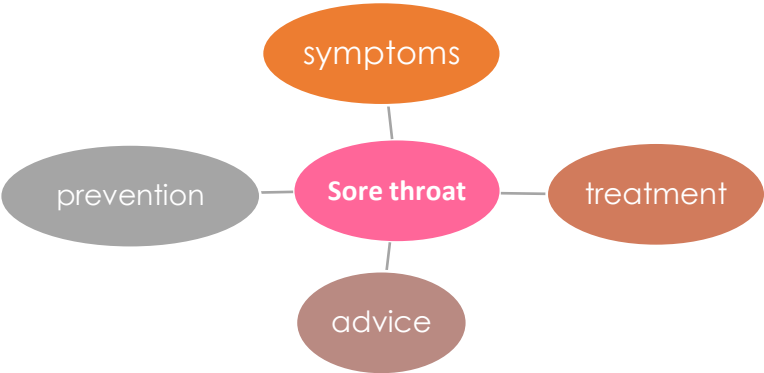 symptoms
prevention
Sore throat
treatment
advice